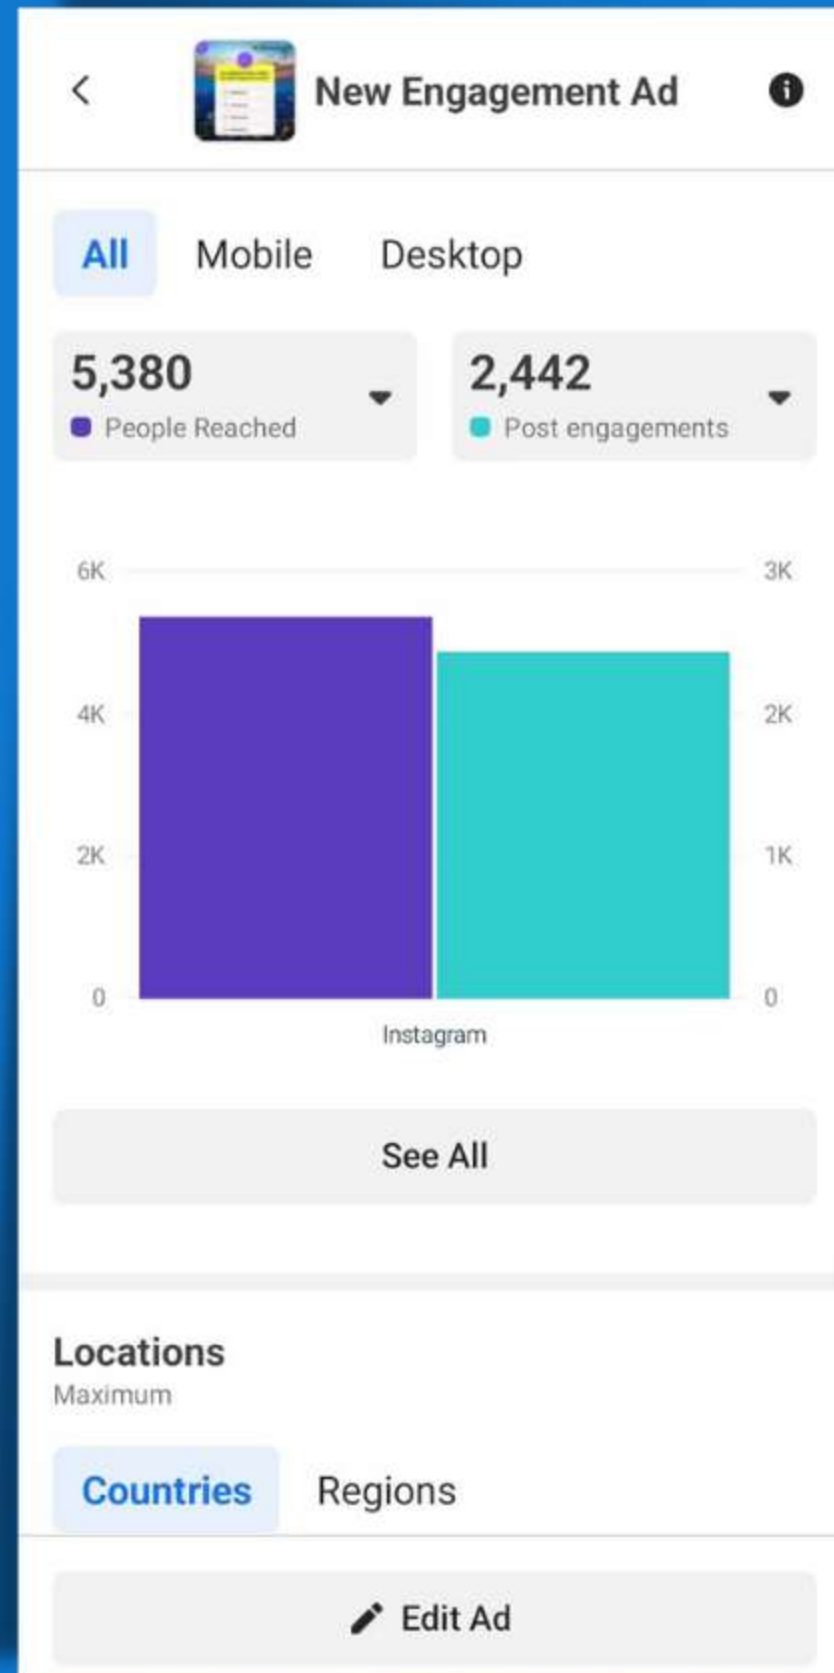 New Engagement Ad
All Mobile Desktop
5,380 2,442
People Reached Post engagements
6K 3K
4K 2K
2K 1K
0 0
Instagram
See All
Locations
Maximum
Countries Regions
Edit Ad